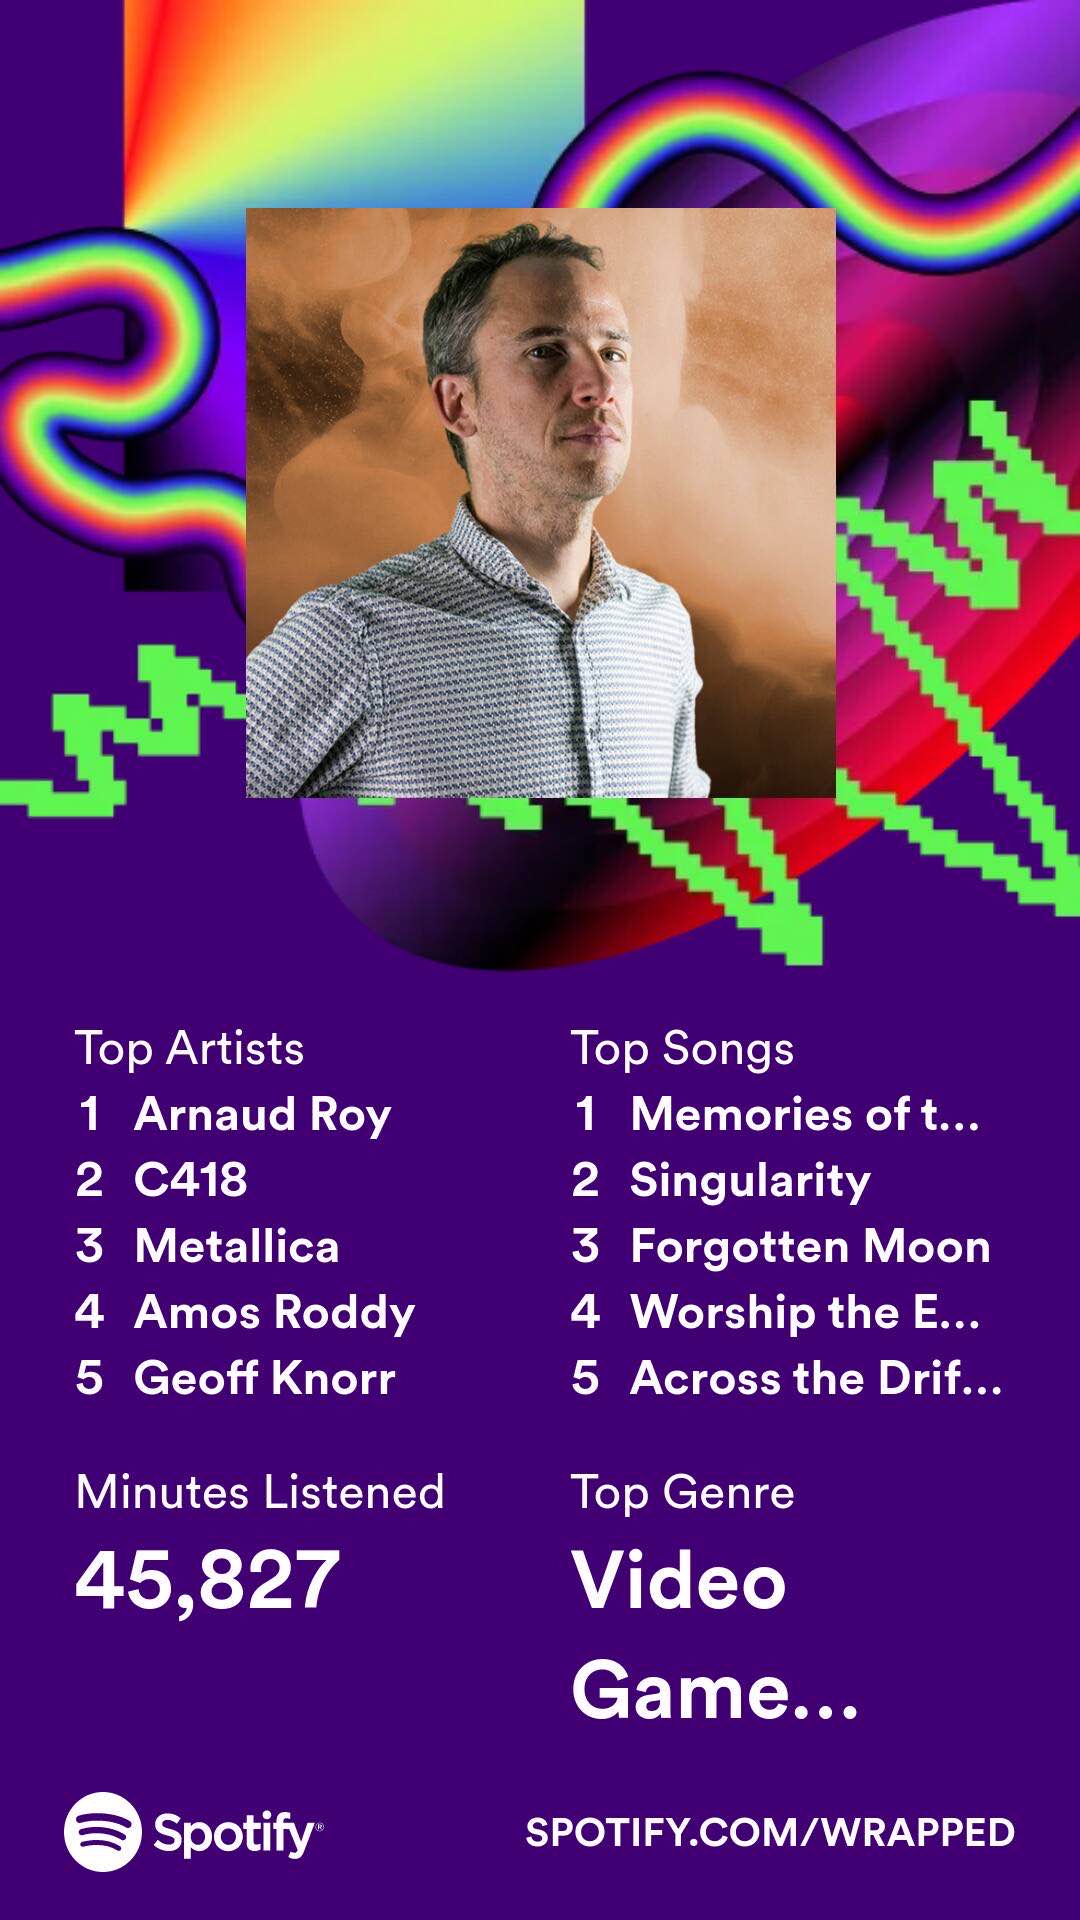 Top Artists
1 Arnaud Roy
2 C418
3 Metallica
4 Amos Roddy
5 Geoff Knorr
Top Songs
1 Memories of t...
2 Singularity
3 Forgotten Moon
4 Worship the E...
5 Across the Drif...
Minutes Listened
45,827
Top Genre
Video
Game...
Spotify®
SPOTIFY.COM/WRAPPED